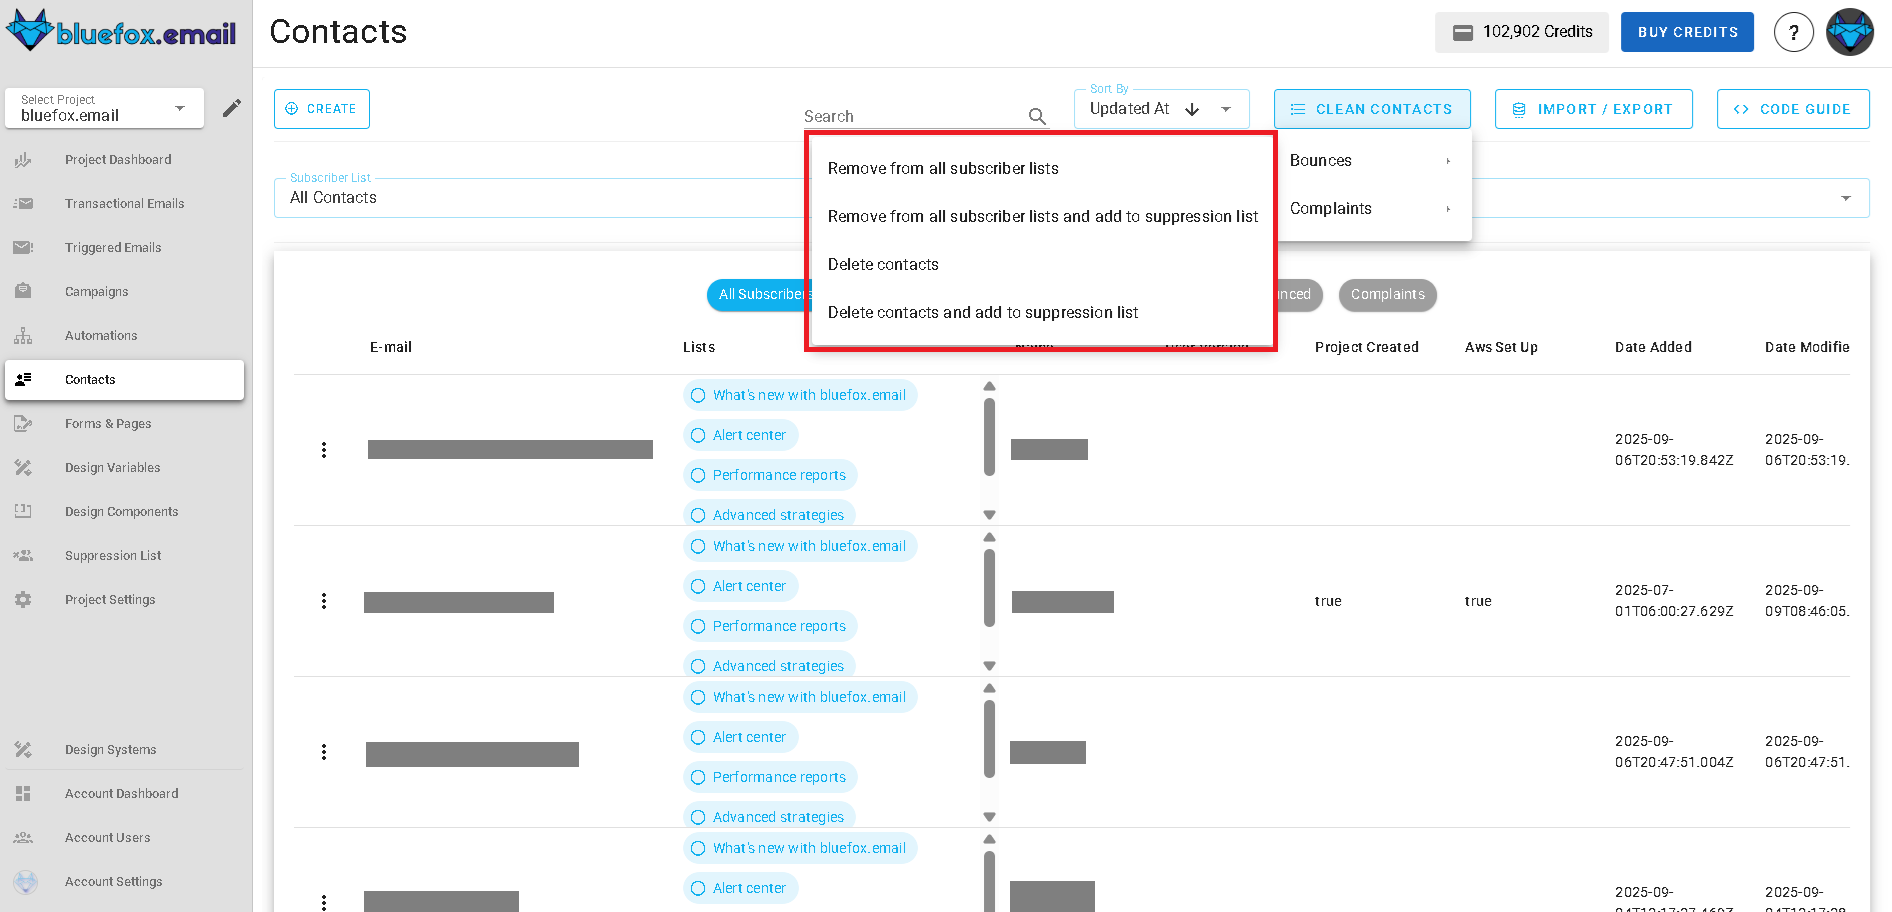 bluefox.email
Contacts
102,902 Credits
BUY CREDITS
?
Select Project
bluefox.email
CREATE
Search
Sort By
Updated At
CLEAN CONTACTS
IMPORT / EXPORT
CODE GUIDE
Project Dashboard
Transactional Emails
Triggered Emails
Campaigns
Automations
Contacts
Forms & Pages
Design Variables
Design Components
Suppression List
Project Settings
Design Systems
Account Dashboard
Account Users
Account Settings
Subscriber List
All Contacts
Remove from all subscriber lists
Remove from all subscriber lists and add to suppression list
Delete contacts
Delete contacts and add to suppression list
Bounces
Complaints
All Subscribers
Complaints
E-mail
Lists
Project Created
Aws Set Up
Date Added
Date Modifie
What's new with bluefox.email
Alert center
Performance reports
Advanced strategies
2025-09-
06T20:53:19.842Z
2025-09-
06T20:53:19.
What's new with bluefox.email
Alert center
Performance reports
Advanced strategies
true
true
2025-07-
01T06:00:27.629Z
2025-09-
09T08:46:05.
What's new with bluefox.email
Alert center
Performance reports
Advanced strategies
2025-09-
06T20:47:51.004Z
2025-09-
06T20:47:51.
What's new with bluefox.email
Alert center
2025-09-
2025-09-